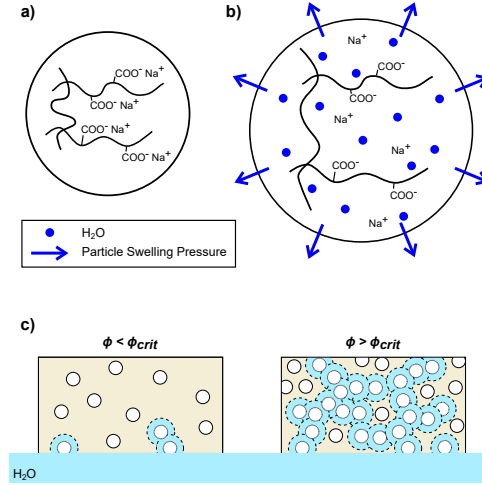 a)
COO⁻ Na⁺
COO⁻ Na⁺
COO⁻ Na⁺
COO⁻ Na⁺
b)
Na⁺
COO⁻
COO⁻
Na⁺
Na⁺
COO⁻
COO⁻
Na⁺
H₂O
Particle Swelling Pressure
c)
ϕ < ϕcrit
ϕ > ϕcrit
H₂O